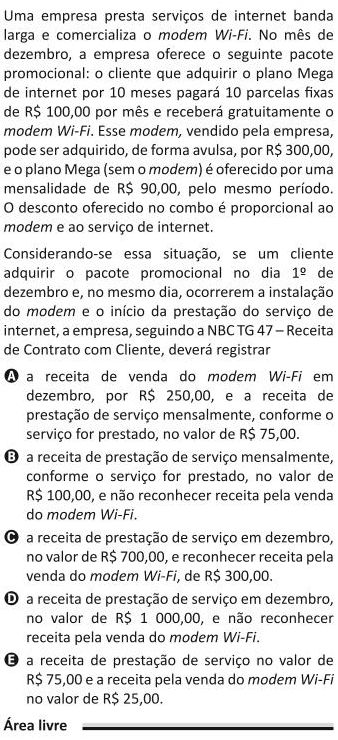 Uma empresa presta serviços de internet banda
larga e comercializa o modem Wi-Fi. No mês de
dezembro, a empresa oferece o seguinte pacote
promocional: o cliente que adquirir o plano Mega
de internet por 10 meses pagará 10 parcelas fixas
de R$ 100,00 por mês e receberá gratuitamente o
modem Wi-Fi. Esse modem, vendido pela empresa,
pode ser adquirido, de forma avulsa, por R$ 300,00,
e o plano Mega (sem o modem) é oferecido por uma
mensalidade de R$ 90,00, pelo mesmo período.
O desconto oferecido no combo é proporcional ao
modem e ao serviço de internet.
Considerando-se essa situação, se um cliente
adquirir o pacote promocional no dia 1º de
dezembro e, no mesmo dia, ocorrerem a instalação
do modem e o início da prestação do serviço de
internet, a empresa, seguindo a NBC TG 47 – Receita
de Contrato com Cliente, deverá registrar
A a receita de venda do modem Wi-Fi em
dezembro, por R$ 250,00, e a receita de
prestação de serviço mensalmente, conforme o
serviço for prestado, no valor de R$ 75,00.
B a receita de prestação de serviço mensalmente,
conforme o serviço for prestado, no valor de
R$ 100,00, e não reconhecer receita pela venda
do modem Wi-Fi.
C a receita de prestação de serviço em dezembro,
no valor de R$ 700,00, e reconhecer receita pela
venda do modem Wi-Fi, de R$ 300,00.
D a receita de prestação de serviço em dezembro,
no valor de R$ 1 000,00, e não reconhecer
receita pela venda do modem Wi-Fi.
E a receita de prestação de serviço no valor de
R$ 75,00 e a receita pela venda do modem Wi-Fi
no valor de R$ 25,00.
Área livre